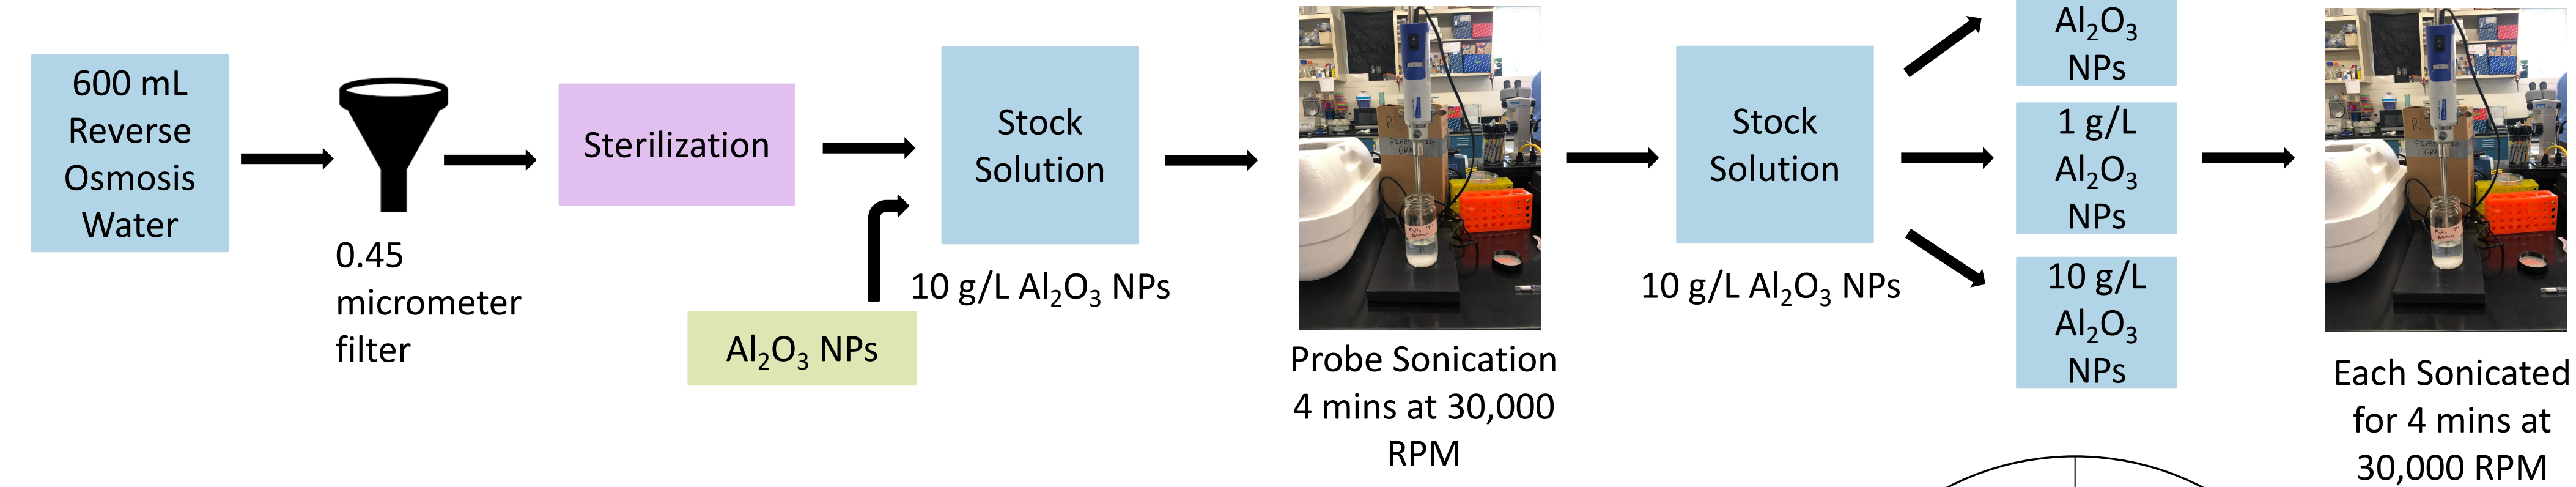 600 mL
Reverse
Osmosis
Water
0.45
micrometer
filter
Sterilization
Al₂O₃ NPs
Stock
Solution
10 g/L Al₂O₃ NPs
Probe Sonication
4 mins at 30,000
RPM
Stock
Solution
10 g/L Al₂O₃ NPs
Al₂O₃
NPs
1 g/L
Al₂O₃
NPs
10 g/L
Al₂O₃
NPs
Each Sonicated
for 4 mins at
30,000 RPM